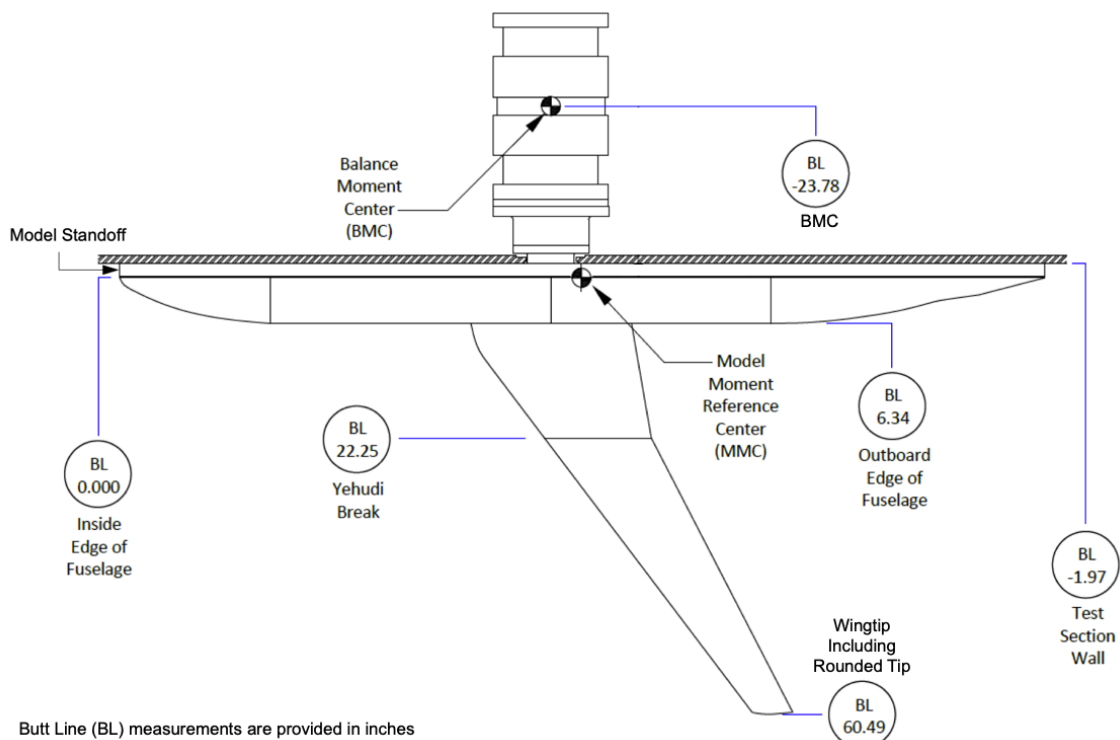 BL
-23.78
BMC
Balance
Moment
Center
(BMC)
Model Standoff
Model
Moment
Reference
Center
(MMC)
BL
6.34
Outboard
Edge of
Fuselage
BL
22.25
Yehudi
Break
BL
0.000
Inside
Edge of
Fuselage
BL
-1.97
Test
Section
Wall
Wingtip
Including
Rounded Tip
BL
60.49
Butt Line (BL) measurements are provided in inches